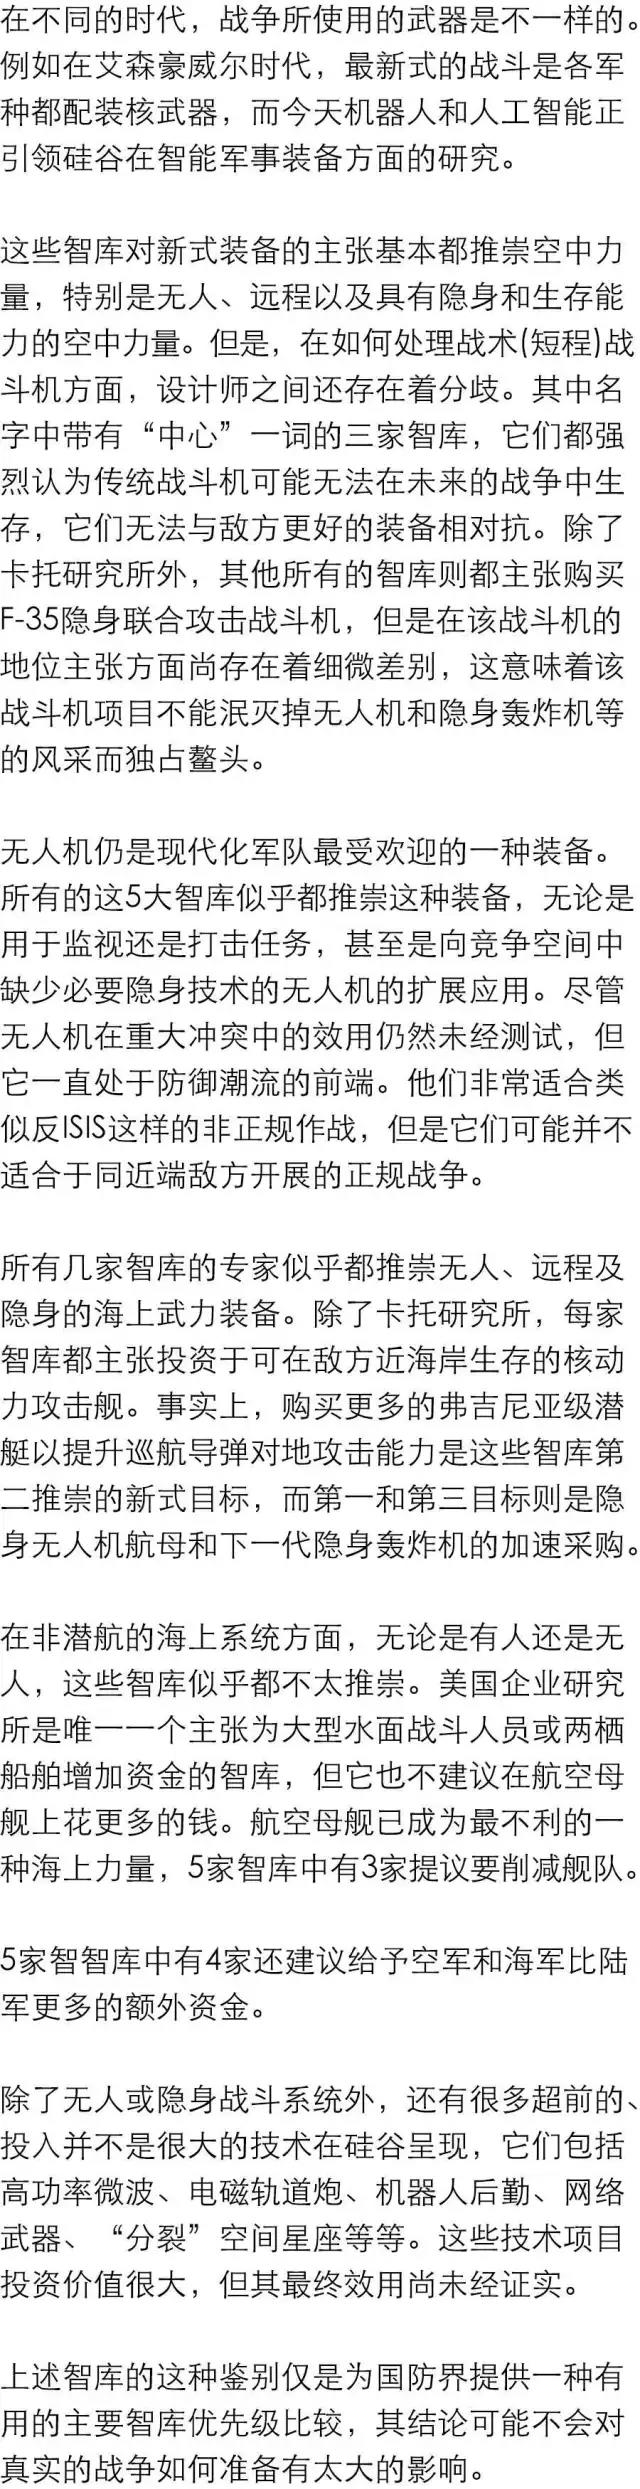 在不同的时代，战争所使用的武器是不一样的。
例如在艾森豪威尔时代，最新式的战斗是各军
种都配装核武器，而今天机器人和人工智能正
引领硅谷在智能军事装备方面的研究。
这些智库对新式装备的主张基本都推崇空中力
量，特别是无人、远程以及具有隐身和生存能
力的空中力量。但是，在如何处理战术(短程)战
斗机方面，设计师之间还存在着分歧。其中名
字中带有“中心”一词的三家智库，它们都强
烈认为传统战斗机可能无法在未来的战争中生
存，它们无法与敌方更好的装备相对抗。除了
卡托研究所外，其他所有的智库则都主张购买
F-35隐身联合攻击战斗机，但是在该战斗机的
地位主张方面尚存在着细微差别，这意味着该
战斗机项目不能泯灭掉无人机和隐身轰炸机等
的风采而独占鳌头。
无人机仍是现代化军队最受欢迎的一种装备。
所有的这5大智库似乎都推崇这种装备，无论是
用于监视还是打击任务，甚至是向竞争空间中
缺少必要隐身技术的无人机的扩展应用。尽管
无人机在重大冲突中的效用仍然未经测试，但
它一直处于防御潮流的前端。他们非常适合类
似反ISIS这样的非正规作战，但是它们可能并不
适合于同近端敌方开展的正规战争。
所有几家智库的专家似乎都推崇无人、远程及
隐身的海上武力装备。除了卡托研究所，每家
智库都主张投资于可在敌方近海岸生存的核动
力攻击舰。事实上，购买更多的弗吉尼亚级潜
艇以提升巡航导弹对地攻击能力是这些智库第
二推崇的新式目标，而第一和第三目标则是隐
身无人机航母和下一代隐身轰炸机的加速采购。
在非潜航的海上系统方面，无论是有人还是无
人，这些智库似乎都不太推崇。美国企业研究
所是唯一一个主张为大型水面战斗人员或两栖
船舶增加资金的智库，但它也不建议在航空母
舰上花更多的钱。航空母舰已成为最不利的一
种海上力量，5家智库中有3家提议要削减舰队。
5家智智库中有4家还建议给予空军和海军比陆
军更多的额外资金。
除了无人或隐身战斗系统外，还有很多超前的、
投入并不是很大的技术在硅谷呈现，它们包括
高功率微波、电磁轨道炮、机器人后勤、网络
武器、“分裂”空间星座等等。这些技术项目
投资价值很大，但其最终效用尚未经证实。
上述智库的这种鉴别仅是为国防界提供一种有
用的主要智库优先级比较，其结论可能不会对
真实的战争如何准备有太大的影响。